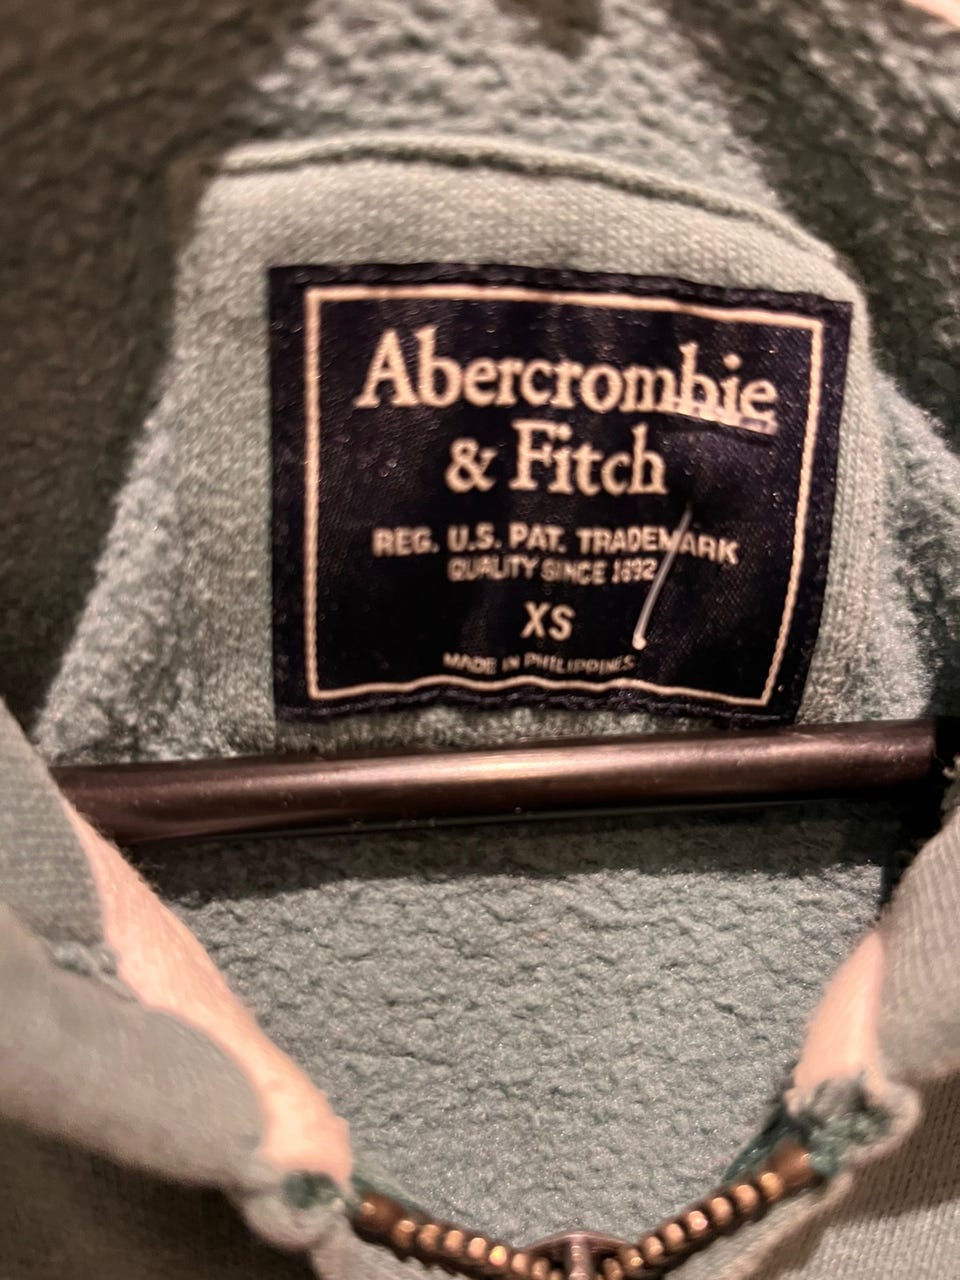 Abercrombie
& Fitch
REG. U.S. PAT. TRADEMARK
QUALITY SINCE 1892
XS
MADE IN PHILIPPINES